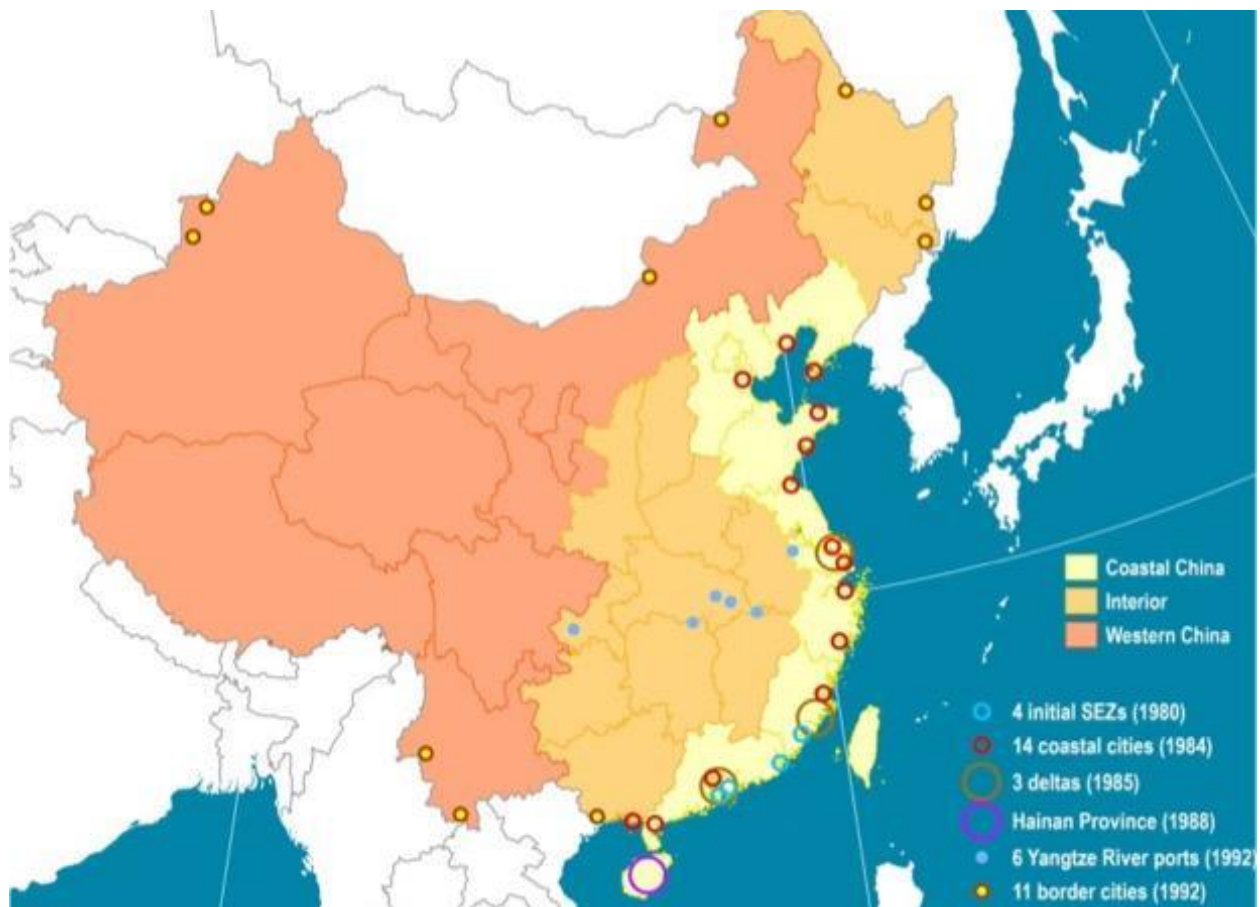 Coastal China
Interior
Western China
4 initial SEZs (1980)
14 coastal cities (1984)
3 deltas (1985)
Hainan Province (1988)
6 Yangtze River ports (1992)
11 border cities (1992)